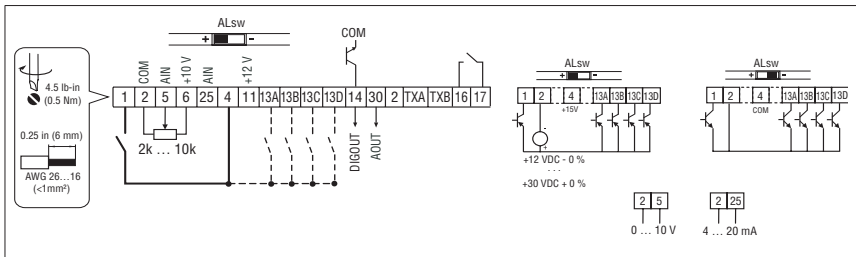 ALsw
+ -
COM
4.5 lb-in
(0.5 Nm)
0.25 in (6 mm)
AWG 26…16
(<1mm²)
COM
AIN
+10 V
AIN
+12 V
1 2 5 6 25 4 11 13A 13B 13C 13D 14 30 2 TXA TXB 16 17
2k … 10k
DIGOUT
AOUT
ALsw
+ -
1 2 4 13A 13B 13C 13D
+15V
+12 VDC - 0 %
...
+30 VDC + 0 %
ALsw
+ -
1 2 4 13A 13B 13C 13D
COM
2 5
0 … 10 V
2 25
4 … 20 mA